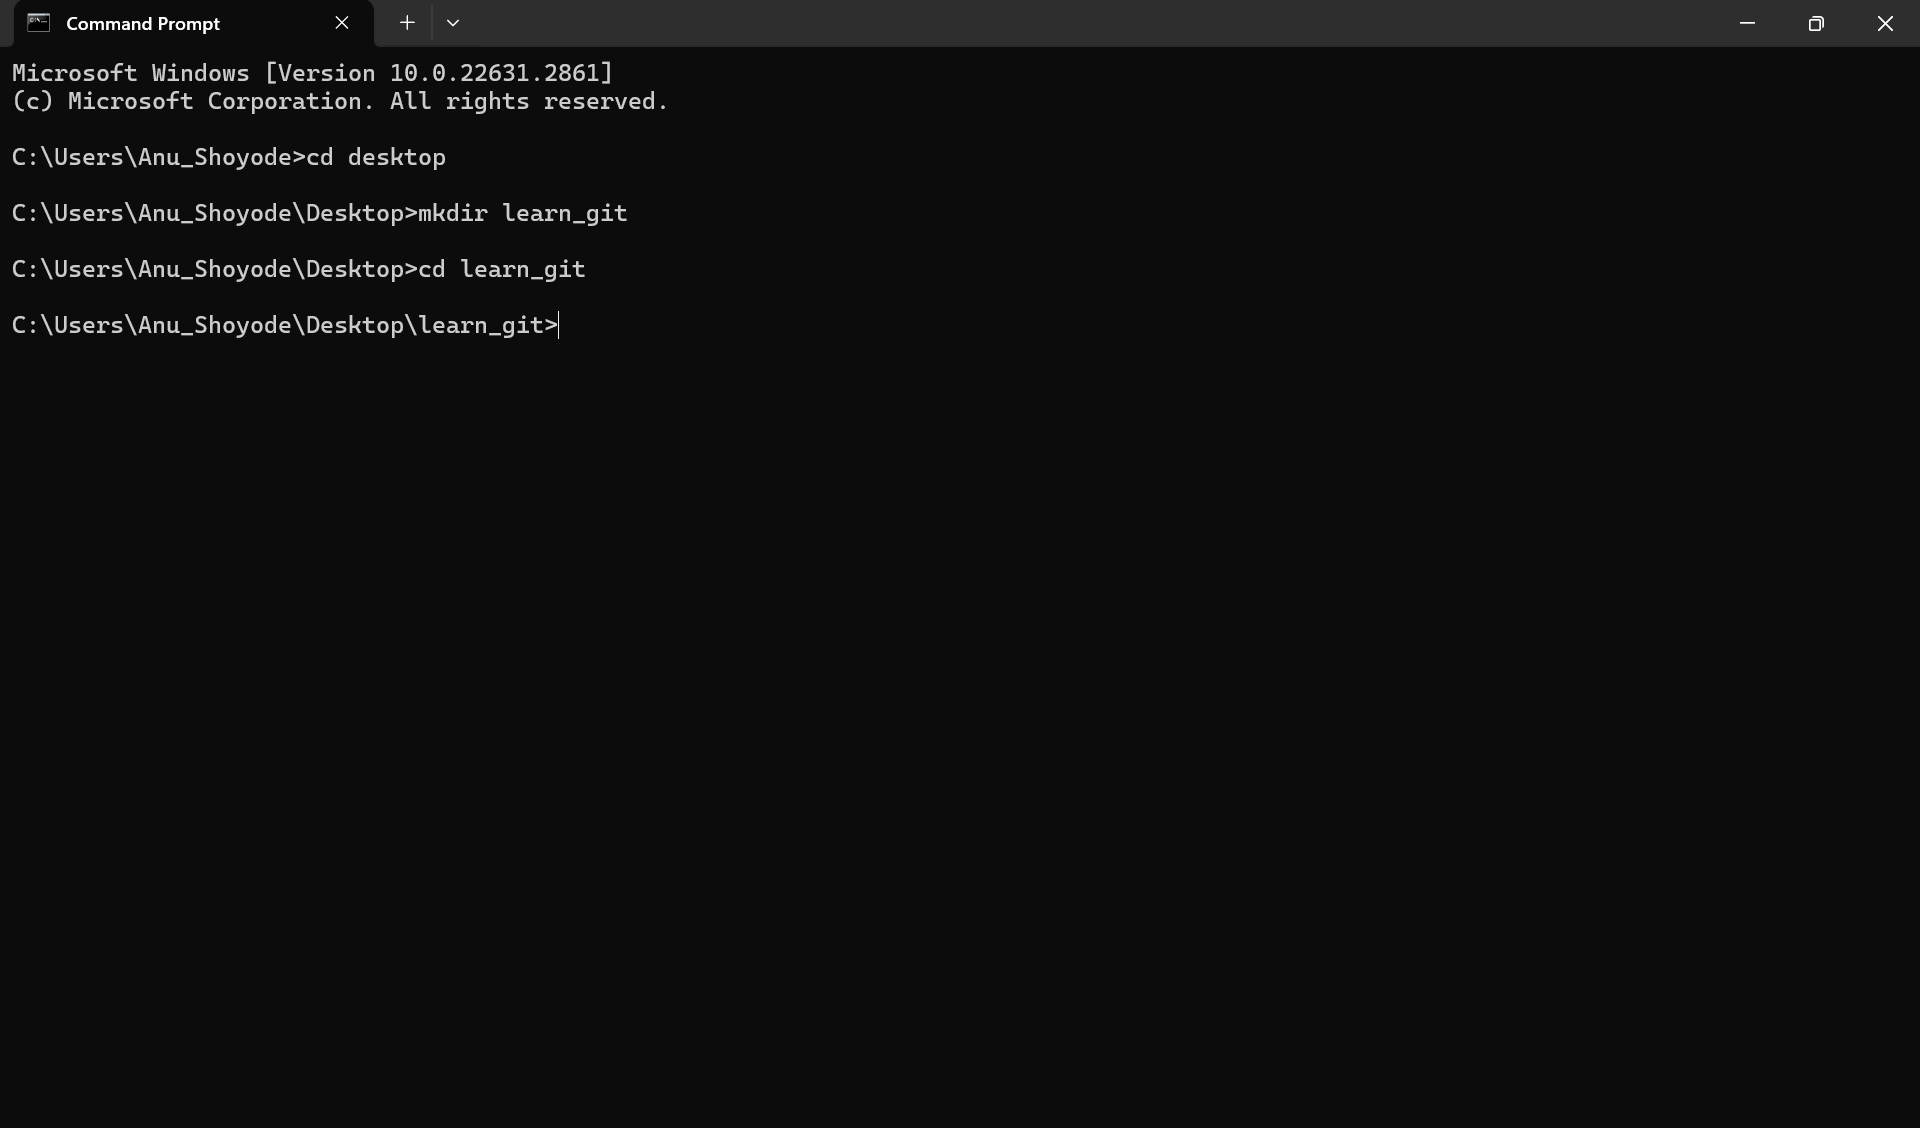 Command Prompt
Microsoft Windows [Version 10.0.22631.2861]
(c) Microsoft Corporation. All rights reserved.
C:\Users\Anu_Shoyode>cd desktop
C:\Users\Anu_Shoyode\Desktop>mkdir learn_git
C:\Users\Anu_Shoyode\Desktop>cd learn_git
C:\Users\Anu_Shoyode\Desktop\learn_git>